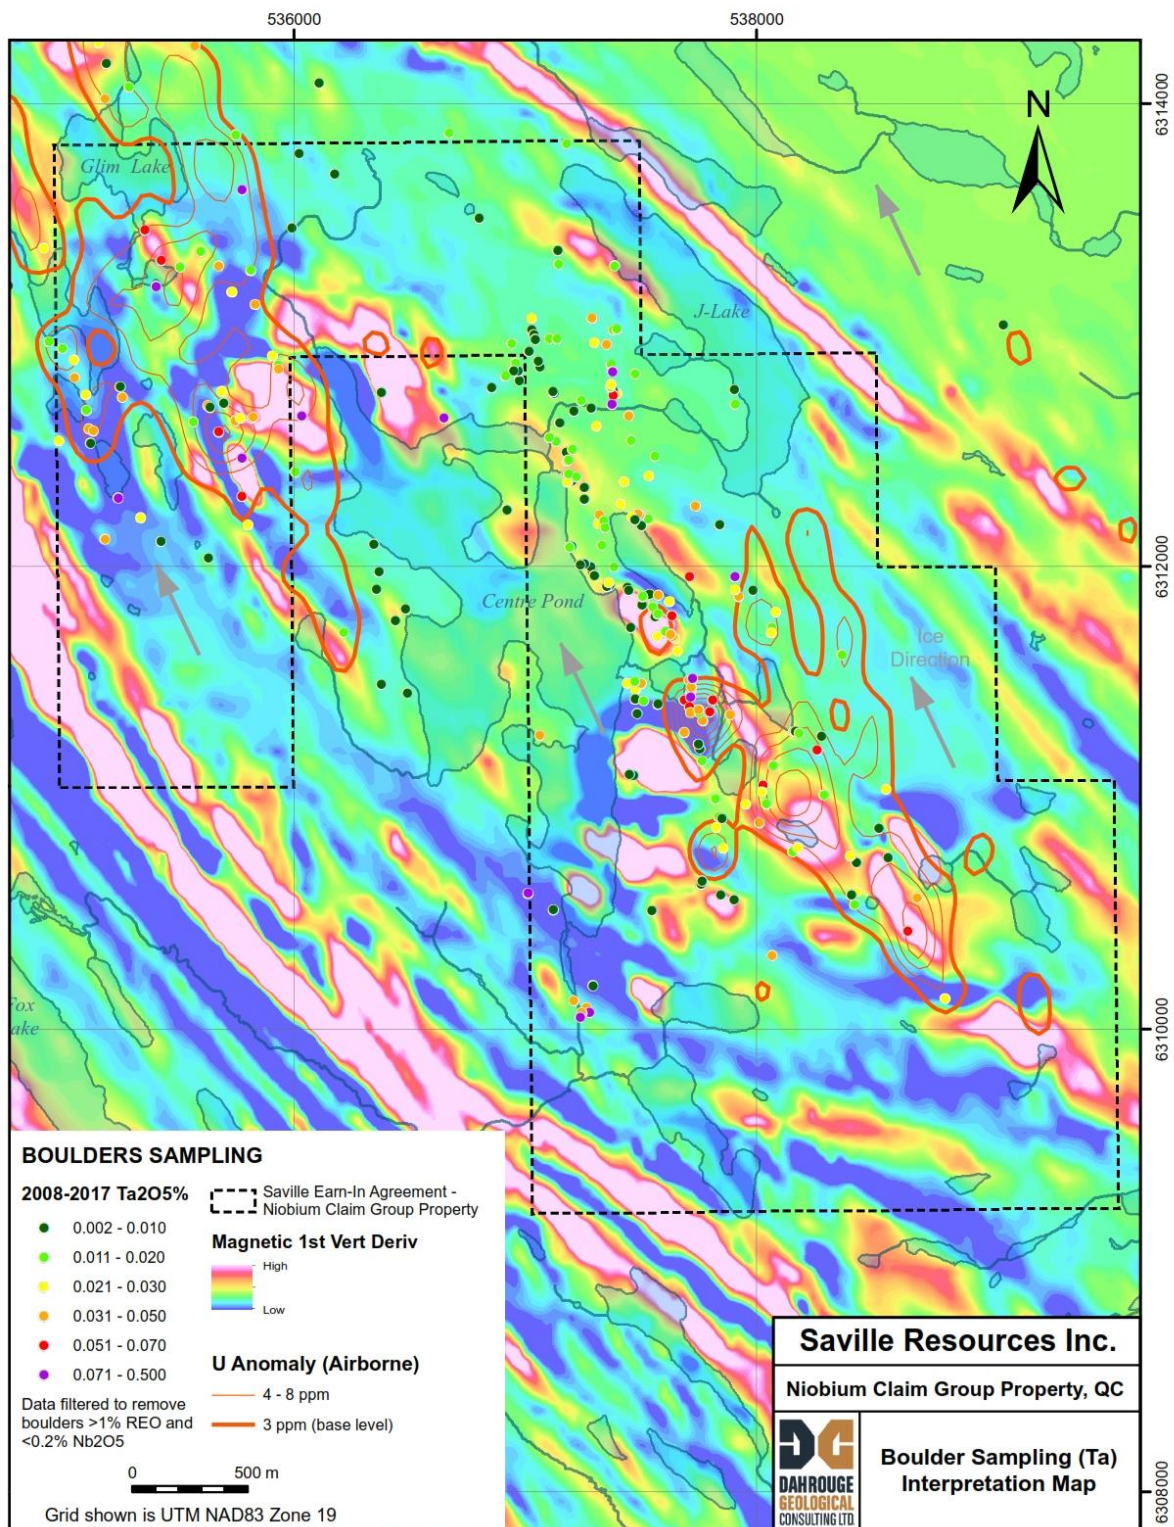 536000
538000
6314000
N
Glim Lake
J-Lake
6312000
Centre Pond
Ice
Direction
Fox
6310000
BOULDERS SAMPLING
2008-2017 Ta2O5%
0.002 - 0.010
0.011 - 0.020
0.021 - 0.030
0.031 - 0.050
0.051 - 0.070
0.071 - 0.500
Data filtered to remove
boulders >1% REO and
<0.2% Nb2O5
Saville Earn-In Agreement -
Niobium Claim Group Property
Magnetic 1st Vert Deriv
High
Low
U Anomaly (Airborne)
4 - 8 ppm
3 ppm (base level)
0 500 m
Grid shown is UTM NAD83 Zone 19
Saville Resources Inc.
Niobium Claim Group Property, QC
DAHROUGE
GEOLOGICAL
CONSULTING LTD.
Boulder Sampling (Ta)
Interpretation Map
6308000